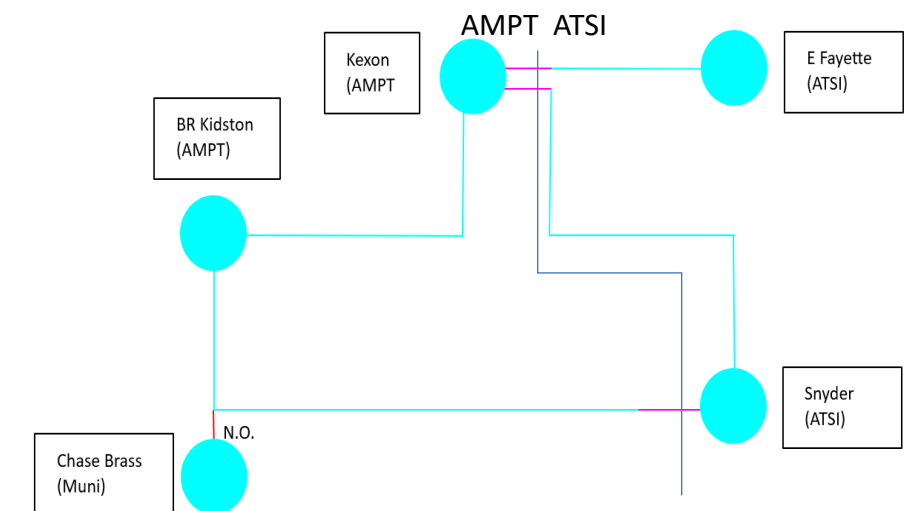 AMPT ATSI
Kexon
(AMPT
E Fayette
(ATSI)
BR Kidston
(AMPT)
Snyder
(ATSI)
N.O.
Chase Brass
(Muni)